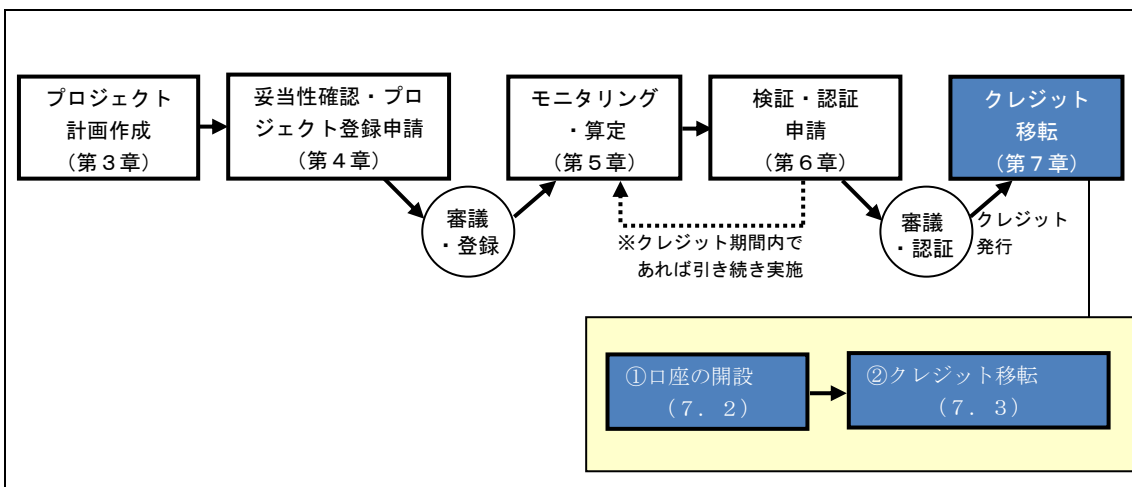 プロジェクト
計画作成
（第３章）
妥当性確認・プロ
ジェクト登録申請
（第４章）
審議
・登録
モニタリング
・算定
（第５章）
検証・認証
申請
（第６章）
※クレジット期間内で
あれば引き続き実施
審議
・認証
クレジット
発行
クレジット
移転
（第７章）
①口座の開設
（７．２）
②クレジット移転
（７．３）